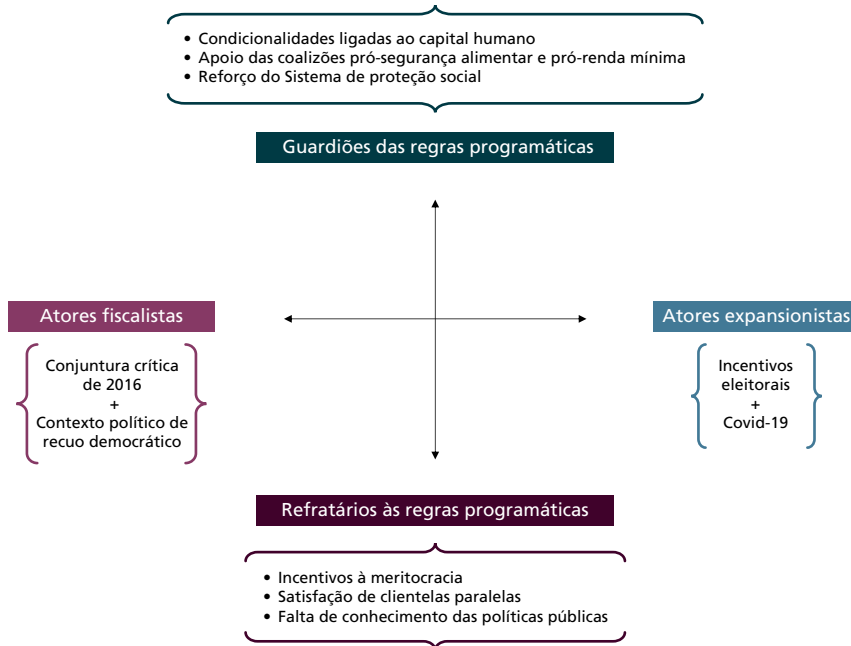 • Condicionalidades ligadas ao capital humano
• Apoio das coalizões pró-segurança alimentar e pró-renda mínima
• Reforço do Sistema de proteção social
Guardiões das regras programáticas
Atores fiscalistas
Conjuntura crítica
de 2016
+
Contexto político de
recuo democrático
Atores expansionistas
Incentivos
eleitorais
+
Covid-19
Refratários às regras programáticas
• Incentivos à meritocracia
• Satisfação de clientelas paralelas
• Falta de conhecimento das políticas públicas